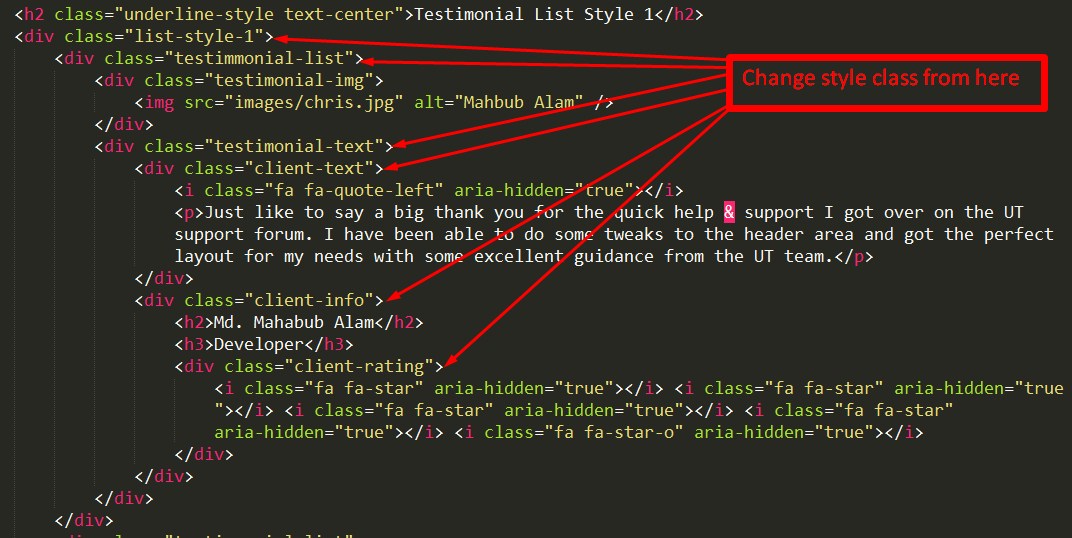 <h2 class="underline-style text-center">Testimonial List Style 1</h2>
<div class="list-style-1">
<div class="testimmonial-list">
Change style class from here
<div class="testimonial-img">
<img src="images/chris.jpg" alt="Mahbub Alam" />
</div>
<div class="testimonial-text">
<div class="client-text">
<i class="fa fa-quote-left" aria-hidden="true"></i>
<p>Just like to say a big thank you for the quick help & support I got over on the UT
support forum. I have been able to do some tweaks to the header area and got the perfect
layout for my needs with some excellent guidance from the UT team.</p>
</div>
<div class="client-info">
<h2>Md. Mahabub Alam</h2>
<h3>Developer</h3>
<div class="client-rating">
<i class="fa fa-star" aria-hidden="true"></i> <i class="fa fa-star" aria-hidden="true
"></i> <i class="fa fa-star" aria-hidden="true"></i> <i class="fa fa-star"
aria-hidden="true"></i> <i class="fa fa-star-o" aria-hidden="true"></i>
</div>
</div>
</div>
</div>